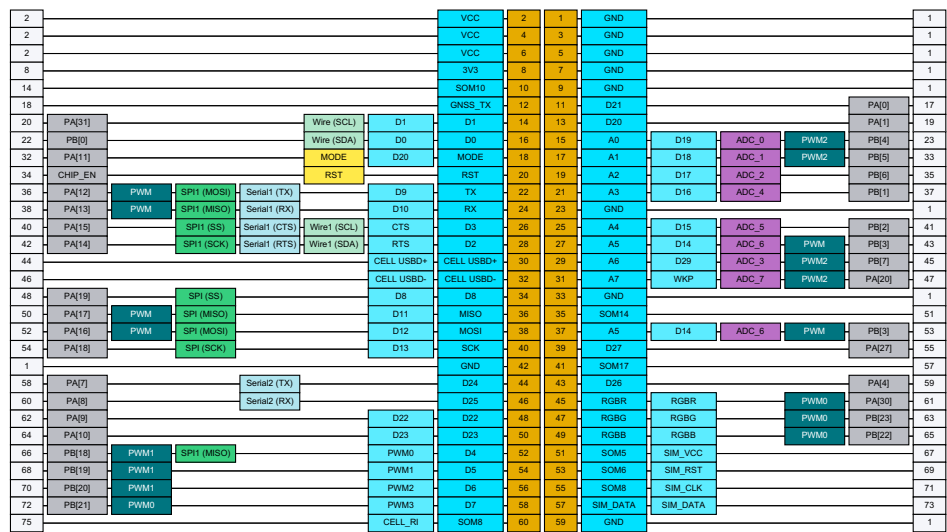 2 VCC 2 1 GND 1
2 VCC 4 3 GND 1
2 VCC 6 5 GND 1
8 3V3 8 7 GND 1
14 SOM10 10 9 GND 1
18 GNSS_TX 12 11 D21 PA[0] 17
20 PA[31] Wire (SCL) D1 D1 14 13 D20 PA[1] 19
22 PB[0] Wire (SDA) D0 D0 16 15 A0 D19 ADC_0 PWM2 PB[4] 23
32 PA[11] MODE D20 MODE 18 17 A1 D18 ADC_1 PWM2 PB[5] 33
34 CHIP_EN RST RST 20 19 A2 D17 ADC_2 PB[6] 35
36 PA[12] PWM SPI1 (MOSI) Serial1 (TX) D9 TX 22 21 A3 D16 ADC_4 PB[1] 37
38 PA[13] PWM SPI1 (MISO) Serial1 (RX) D10 RX 24 23 GND 1
40 PA[15] SPI1 (SS) Serial1 (CTS) Wire1 (SCL) CTS D3 26 25 A4 D15 ADC_5 PB[2] 41
42 PA[14] SPI1 (SCK) Serial1 (RTS) Wire1 (SDA) RTS D2 28 27 A5 D14 ADC_6 PWM PB[3] 43
44 CELL USBD+ CELL USBD+ 30 29 A6 D29 ADC_3 PWM2 PB[7] 45
46 CELL USBD- CELL USBD- 32 31 A7 WKP ADC_7 PWM2 PA[20] 47
48 PA[19] SPI (SS) D8 D8 34 33 GND 1
50 PA[17] PWM SPI (MISO) D11 MISO 36 35 SOM14 51
52 PA[16] PWM SPI (MOSI) D12 MOSI 38 37 A5 D14 ADC_6 PWM PB[3] 53
54 PA[18] SPI (SCK) D13 SCK 40 39 D27 PA[27] 55
1 GND 42 41 SOM17 57
58 PA[7] Serial2 (TX) D24 44 43 D26 PA[4] 59
60 PA[8] Serial2 (RX) D25 46 45 RGBR RGBR PWM0 PA[30] 61
62 PA[9] D22 D22 48 47 RGBG RGBG PWM0 PB[23] 63
64 PA[10] D23 D23 50 49 RGBB RGBB PWM0 PB[22] 65
66 PB[18] PWM1 SPI1 (MISO) PWM0 D4 52 51 SOM5 SIM_VCC 67
68 PB[19] PWM1 PWM1 D5 54 53 SOM6 SIM_RST 69
70 PB[20] PWM1 PWM2 D6 56 55 SOM8 SIM_CLK 71
72 PB[21] PWM0 PWM3 D7 58 57 SIM_DATA SIM_DATA 73
75 CELL_RI SOM8 60 59 GND 1